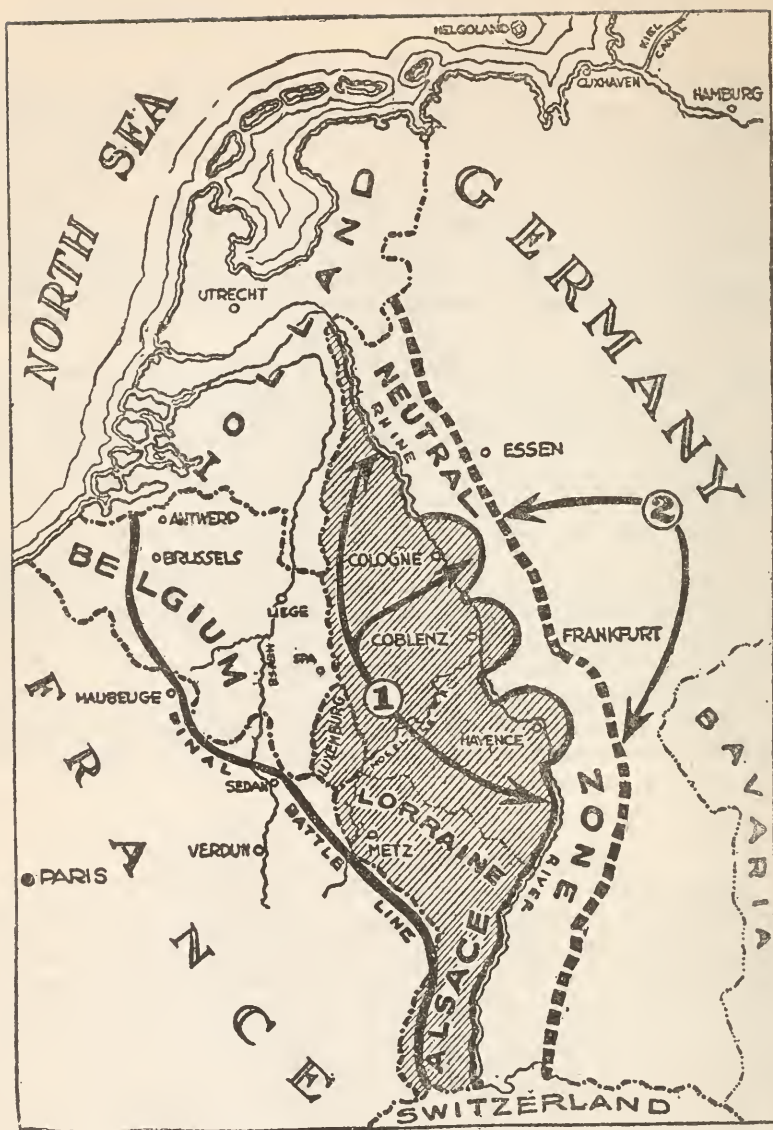 HELGOLAND
KIEL CANAL
CUXHAVEN
HAMBURG
NORTH SEA
GERMANY
HOLLAND
UTRECHT
NEUTRAL
RHINE
ESSEN
2
ANTWERP
BRUSSELS
BELGIUM
COLOGNE
LIEGE
SPA
COBLENZ
FRANKFURT
FRANCE
MAUBEUGE
1
LUXENBURG
MAYENCE
BAVARIA
FINAL BATTLE LINE
SEDAN
ZONE
LORRAINE
VERDUN
METZ
RIVER
PARIS
ALSACE
SWITZERLAND